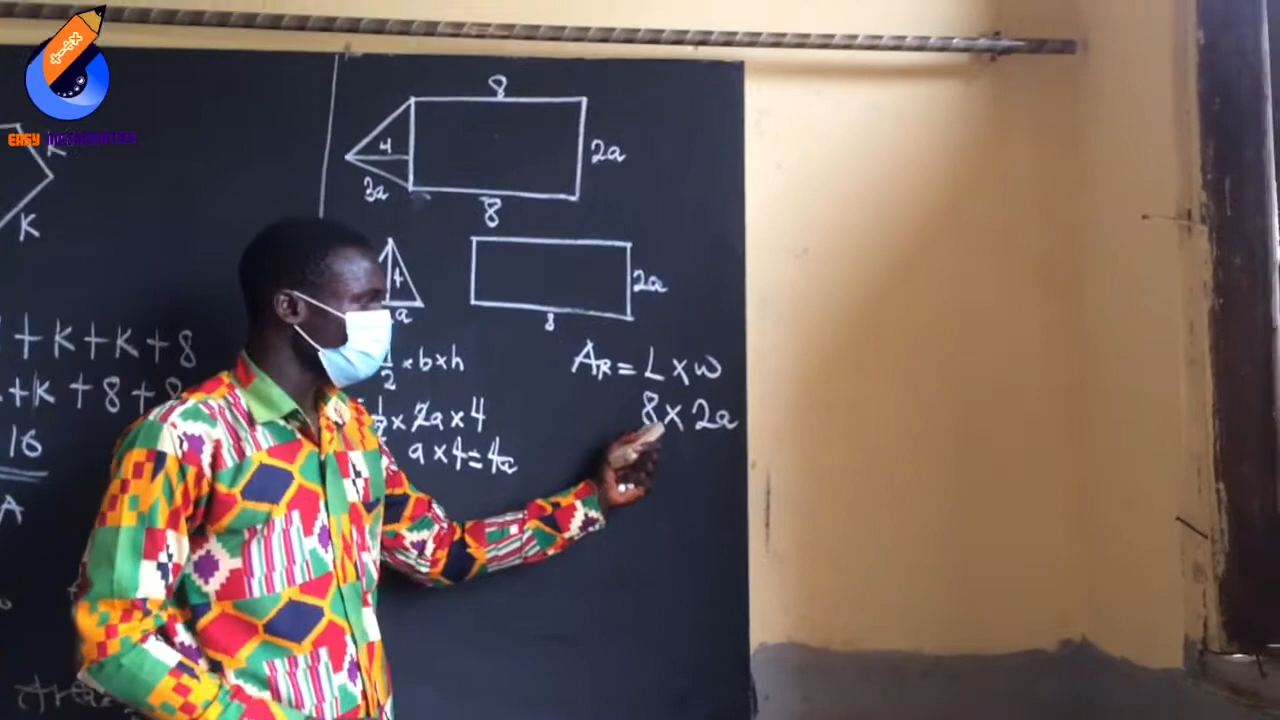 EASY MATHEMATICS
K
K
+ K + K + 8
+ K + 8 + 8
16
A
8
4
2a
3a
8
4
a
2a
8
1/2 × b × h
1/2 × 2a × 4
a × 4 = 4a
AR = L × W
8 × 2a